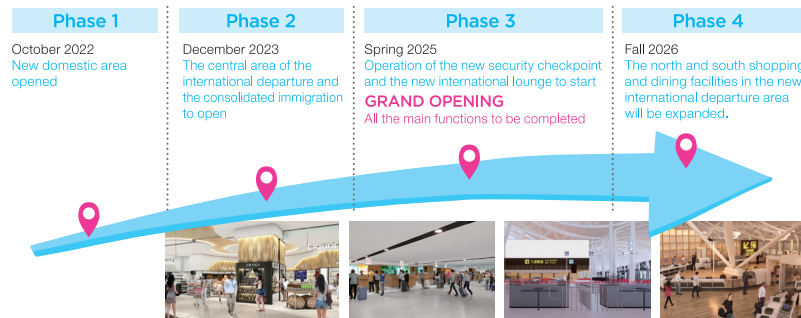 Phase 1
October 2022
New domestic area
opened
Phase 2
December 2023
The central area of the
international departure and
the consolidated immigration
to open
Phase 3
Spring 2025
Operation of the new security checkpoint
and the new international lounge to start
GRAND OPENING
All the main functions to be completed
Phase 4
Fall 2026
The north and south shopping
and dining facilities in the new
international departure area
will be expanded.
Liquor